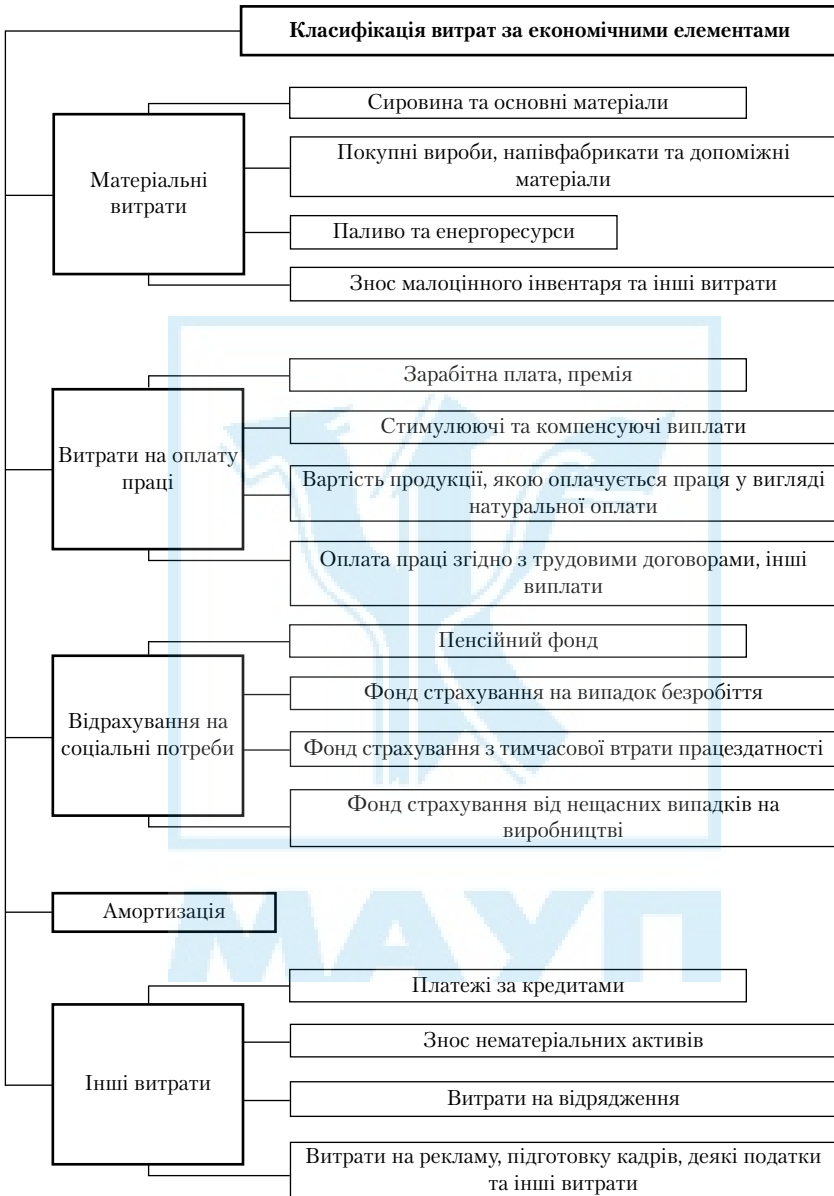 Класифікація витрат за економічними елементами
Матеріальні
витрати
Сировина та основні матеріали
Покупні вироби, напівфабрикати та допоміжні
матеріали
Паливо та енергоресурси
Знос малоцінного інвентаря та інші витрати
Витрати на оплату
праці
Зарабітна плата, премія
Стимулюючі та компенсуючі виплати
Вартість продукції, якою оплачується праця у вигляді
натуральної оплати
Оплата праці згідно з трудовими договорами, інші
виплати
Відрахування на
соціальні потреби
Пенсійний фонд
Фонд страхування на випадок безробіття
Фонд страхування з тимчасової втрати працездатності
Фонд страхування від нещасних випадків на
виробництві
Амортизація
Інші витрати
Платежі за кредитами
Знос нематеріальних активів
Витрати на відрядження
Витрати на рекламу, підготовку кадрів, деякі податки
та інші витрати
МАУП